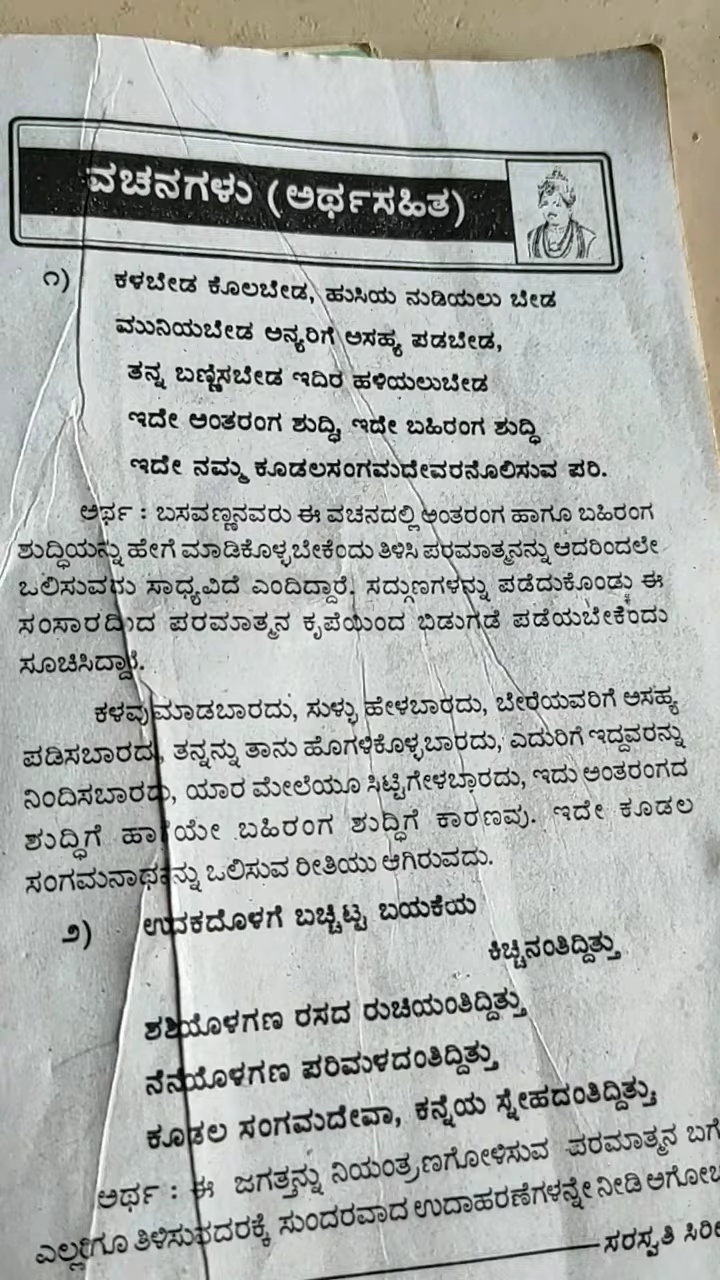 ವಚನಗಳು (ಅರ್ಥಸಹಿತ)
೧) ಕಳಬೇಡ ಕೊಲಬೇಡ, ಹುಸಿಯ ನುಡಿಯಲು ಬೇಡ
ಮುನಿಯಬೇಡ ಅನ್ಯರಿಗೆ ಅಸಹ್ಯ ಪಡಬೇಡ,
ತನ್ನ ಬಣ್ಣಿಸಬೇಡ ಇದಿರ ಹಳಿಯಲುಬೇಡ
ಇದೇ ಅಂತರಂಗ ಶುದ್ಧಿ, ಇದೇ ಬಹಿರಂಗ ಶುದ್ಧಿ
ಇದೇ ನಮ್ಮ ಕೂಡಲಸಂಗಮದೇವರನೊಲಿಸುವ ಪರಿ.
ಅರ್ಥ : ಬಸವಣ್ಣನವರು ಈ ವಚನದಲ್ಲಿ ಅಂತರಂಗ ಹಾಗೂ ಬಹಿರಂಗ
ಶುದ್ಧಿಯನ್ನು ಹೇಗೆ ಮಾಡಿಕೊಳ್ಳಬೇಕೆಂದು ತಿಳಿಸಿ ಪರಮಾತ್ಮನನ್ನು ಆದರಿಂದಲೇ
ಒಲಿಸುವದು ಸಾಧ್ಯವಿದೆ ಎಂದಿದ್ದಾರೆ. ಸದ್ಗುಣಗಳನ್ನು ಪಡೆದುಕೊಂಡು ಈ
ಸಂಸಾರದಿಂದ ಪರಮಾತ್ಮನ ಕೃಪೆಯಿಂದ ಬಿಡುಗಡೆ ಪಡೆಯಬೇಕೆಂದು
ಸೂಚಿಸಿದ್ದಾರೆ.
ಕಳವು ಮಾಡಬಾರದು, ಸುಳ್ಳು ಹೇಳಬಾರದು, ಬೇರೆಯವರಿಗೆ ಅಸಹ್ಯ
ಪಡಿಸಬಾರದು, ತನ್ನನ್ನು ತಾನು ಹೊಗಳಿಕೊಳ್ಳಬಾರದು, ಎದುರಿಗೆ ಇದ್ದವರನ್ನು
ನಿಂದಿಸಬಾರದು, ಯಾರ ಮೇಲೆಯೂ ಸಿಟ್ಟಿಗೇಳಬಾರದು, ಇದು ಅಂತರಂಗದ
ಶುದ್ಧಿಗೆ ಹಾಗೆಯೇ ಬಹಿರಂಗ ಶುದ್ಧಿಗೆ ಕಾರಣವು. ಇದೇ ಕೂಡಲ
ಸಂಗಮನಾಥನನ್ನು ಒಲಿಸುವ ರೀತಿಯು ಆಗಿರುವದು.
೨) ಉದಕದೊಳಗೆ ಬಚ್ಚಿಟ್ಟ ಬಯಕೆಯ
ಕಿಚ್ಚಿನಂತಿದ್ದಿತ್ತು
ಶಶಿಯೊಳಗಣ ರಸದ ರುಚಿಯಂತಿದ್ದಿತ್ತು
ನೆನೆಯೊಳಗಣ ಪರಿಮಳದಂತಿದ್ದಿತ್ತು
ಕೂಡಲ ಸಂಗಮದೇವಾ, ಕನ್ನೆಯ ಸ್ನೇಹದಂತಿದ್ದಿತ್ತು.
ಅರ್ಥ : ಈ ಜಗತ್ತನ್ನು ನಿಯಂತ್ರಣಗೋಳಿಸುವ ಪರಮಾತ್ಮನ ಬಗೆ
ಎಲ್ಲರಿಗೂ ತಿಳಿಸುವದರಕ್ಕೆ ಸುಂದರವಾದ ಉದಾಹರಣೆಗಳನ್ನೇ ನೀಡಿ ಅಗೋಚ
ಸರಸ್ವತಿ ಸಿರೀ